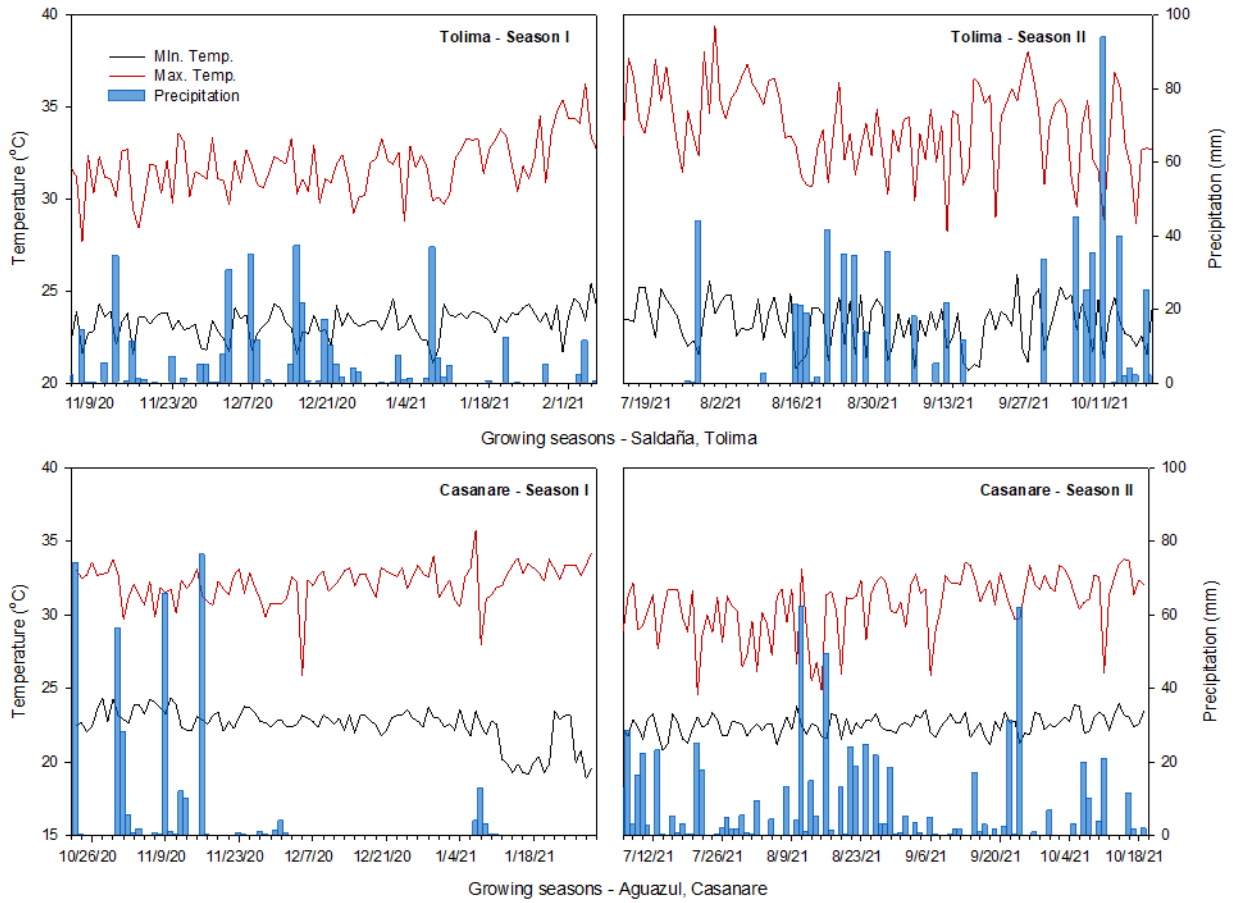 40
35
30
25
20
Temperature (°C)
Tolima - Season I
MIn. Temp.
Max. Temp.
Precipitation
11/9/20 11/23/20 12/7/20 12/21/20 1/4/21 1/18/21 2/1/21
Tolima - Season II
100
80
60
40
20
0
Precipitation (mm)
7/19/21 8/2/21 8/16/21 8/30/21 9/13/21 9/27/21 10/11/21
Growing seasons - Saldaña, Tolima
40
35
30
25
20
15
Temperature (°C)
Casanare - Season I
10/26/20 11/9/20 11/23/20 12/7/20 12/21/20 1/4/21 1/18/21
Casanare - Season II
100
80
60
40
20
0
Precipitation (mm)
7/12/21 7/26/21 8/9/21 8/23/21 9/6/21 9/20/21 10/4/21 10/18/21
Growing seasons - Aguazul, Casanare